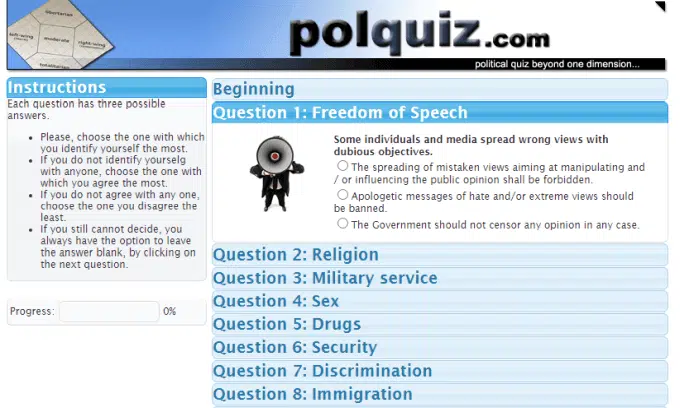 libertarian
left-wing
moderate
right-wing
totalitarian
polquiz.com
political quiz beyond one dimension...
Instructions
Each question has three possible
answers.
Please, choose the one with which
you identify yourself the most.
If you do not identify yourselg
with anyone, choose the one with
which you agree the most.
If you do not agree with any one,
choose the one you disagree the
least.
If you still cannot decide, you
always have the option to leave
the answer blank, by clicking on
the next question.
Progress: 0%
Beginning
Question 1: Freedom of Speech
Some individuals and media spread wrong views with
dubious objectives.
The spreading of mistaken views aiming at manipulating and
/ or influencing the public opinion shall be forbidden.
Apologetic messages of hate and/or extreme views should
be banned.
The Government should not censor any opinion in any case.
Question 2: Religion
Question 3: Military service
Question 4: Sex
Question 5: Drugs
Question 6: Security
Question 7: Discrimination
Question 8: Immigration